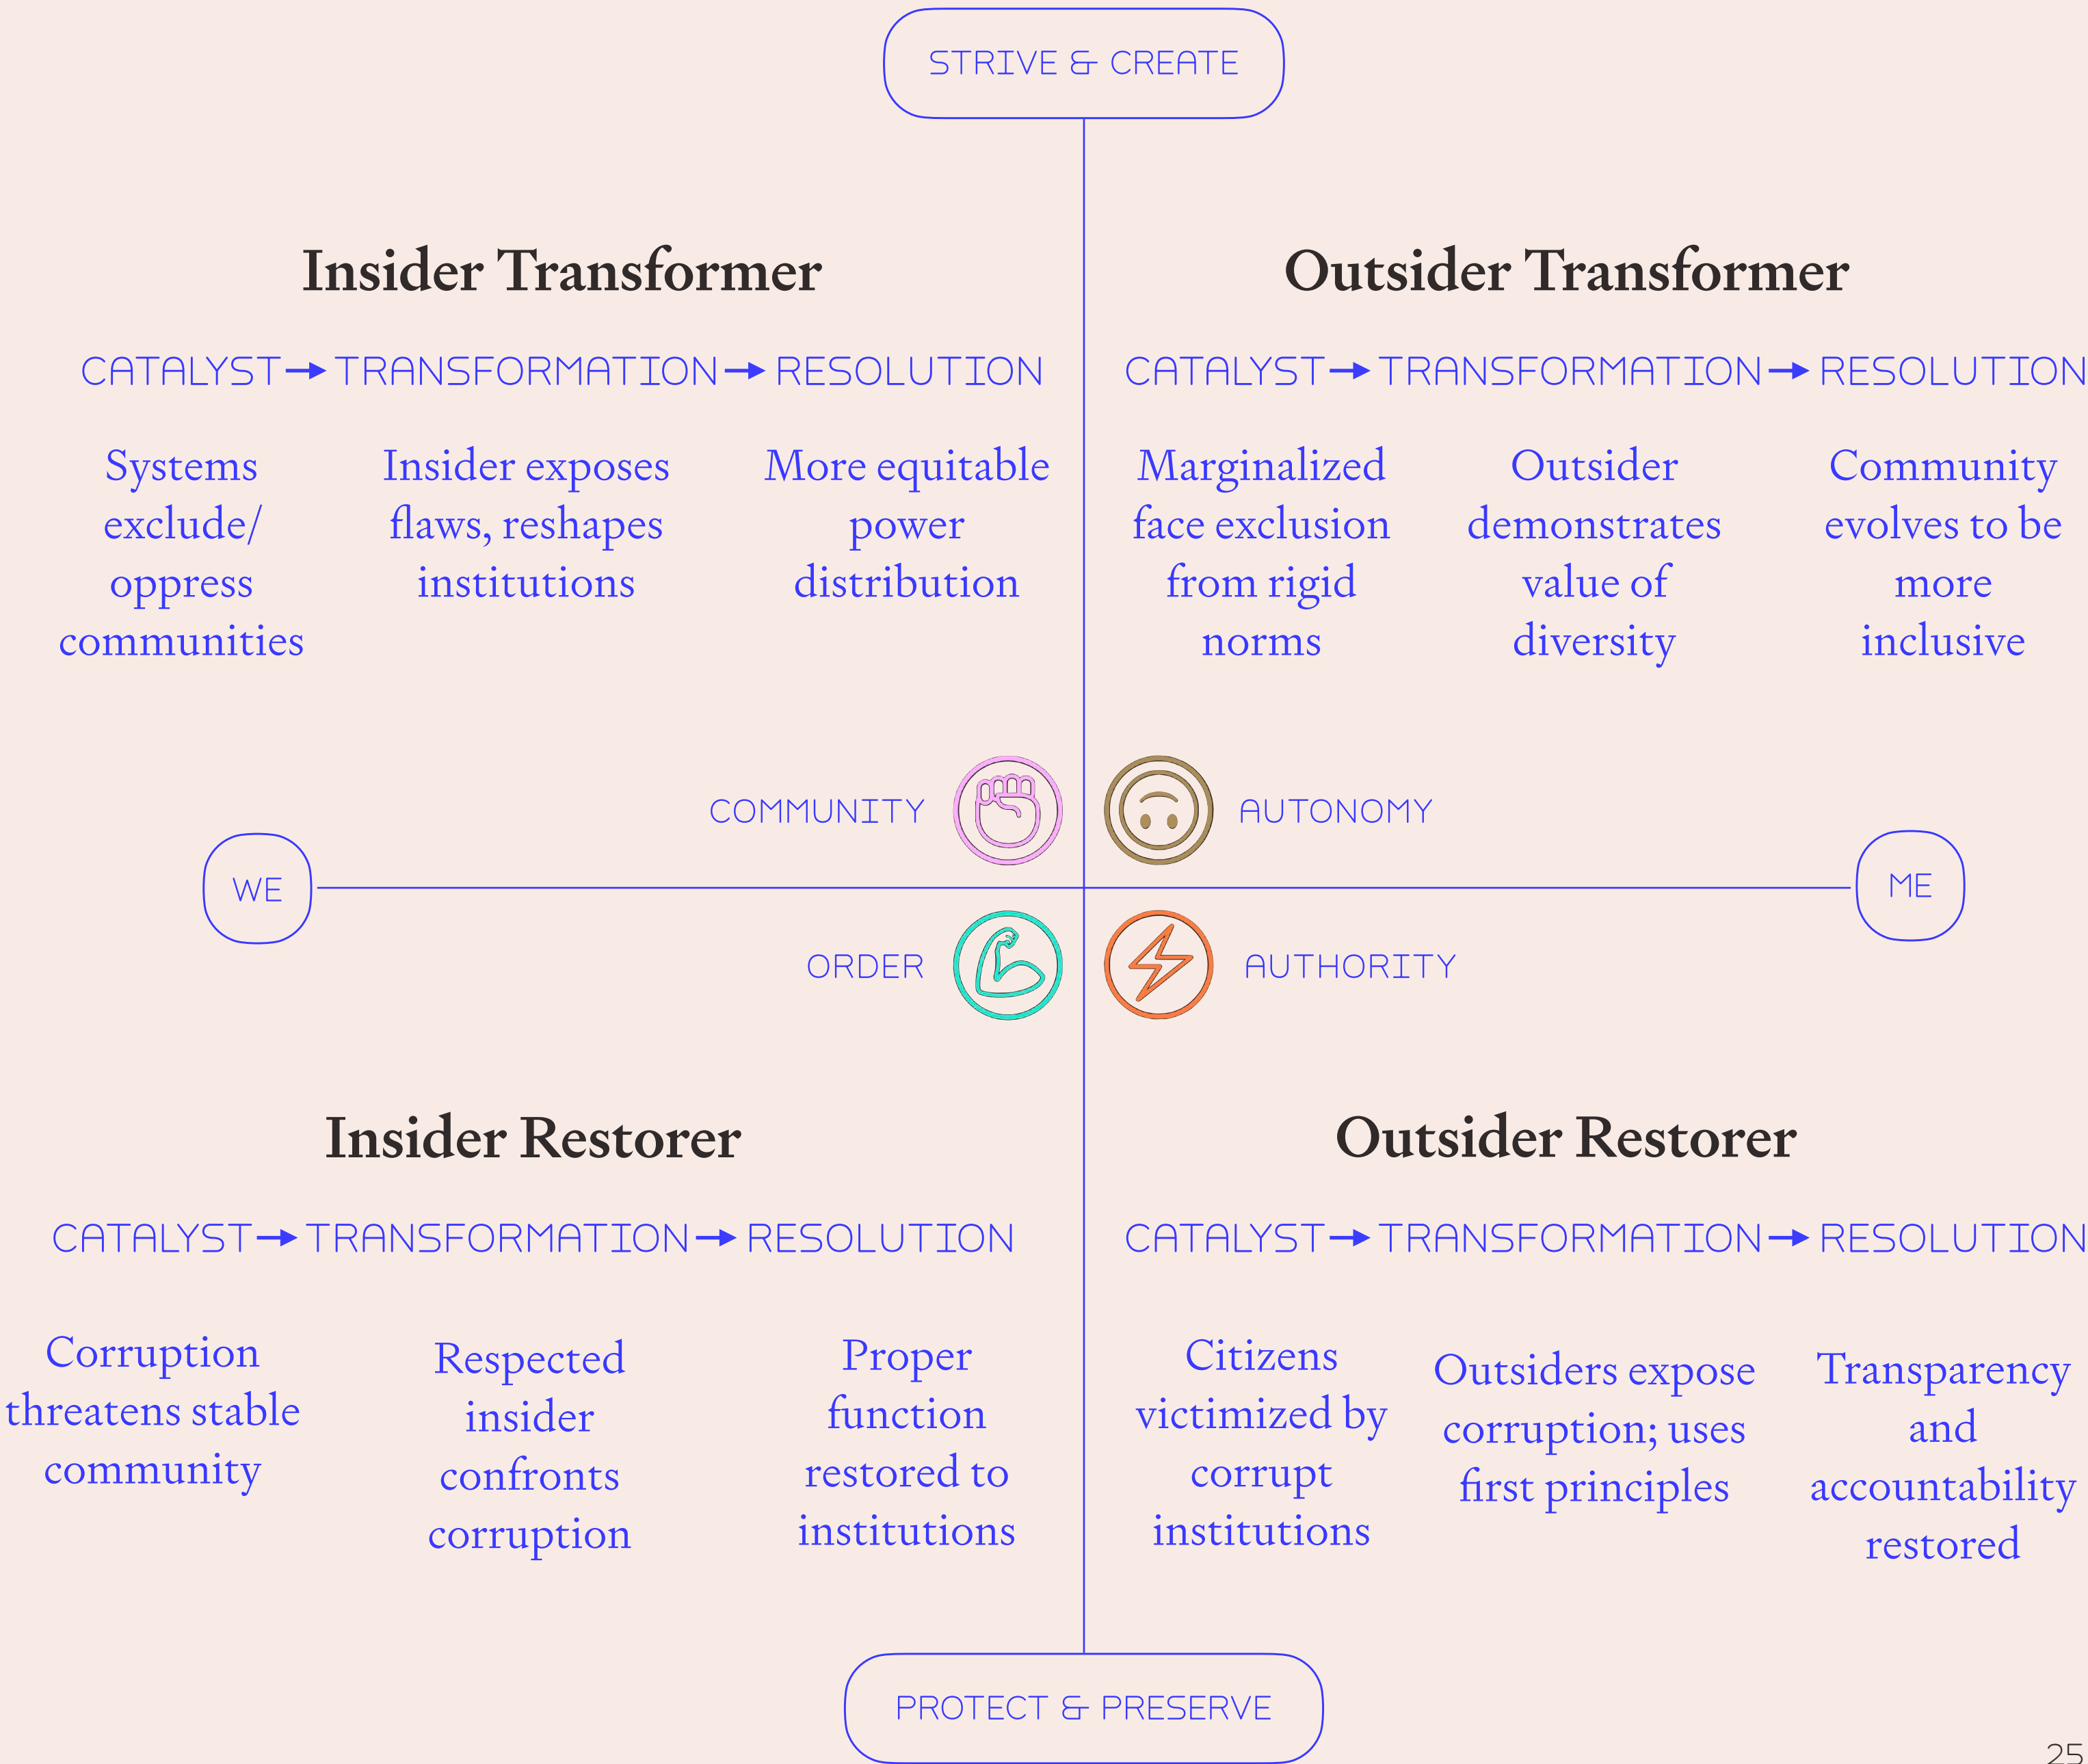 STRIVE & CREATE
Insider Transformer
CATALYST → TRANSFORMATION → RESOLUTION
Systems
exclude/
oppress
communities
Insider exposes
flaws, reshapes
institutions
More equitable
power
distribution
Outsider Transformer
CATALYST → TRANSFORMATION → RESOLUTION
Marginalized
face exclusion
from rigid
norms
Outsider
demonstrates
value of
diversity
Community
evolves to be
more
inclusive
COMMUNITY
AUTONOMY
WE
ME
ORDER
AUTHORITY
Insider Restorer
CATALYST → TRANSFORMATION → RESOLUTION
Corruption
threatens stable
community
Respected
insider
confronts
corruption
Proper
function
restored to
institutions
Outsider Restorer
CATALYST → TRANSFORMATION → RESOLUTION
Citizens
victimized by
corrupt
institutions
Outsiders expose
corruption; uses
first principles
Transparency
and
accountability
restored
PROTECT & PRESERVE
25